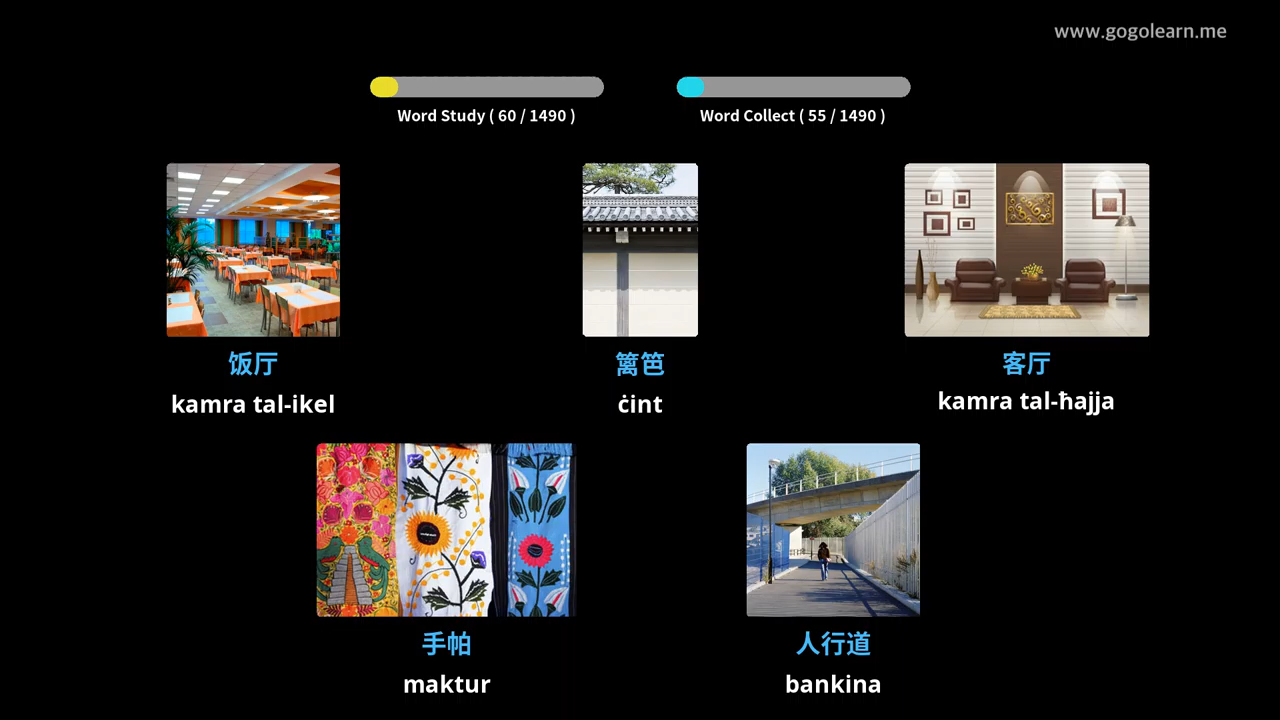 www.gogolearn.me
Word Study ( 60 / 1490 )
Word Collect ( 55 / 1490 )
饭厅
kamra tal-ikel
篱笆
ċint
客厅
kamra tal-ħajja
手帕
maktur
人行道
bankina